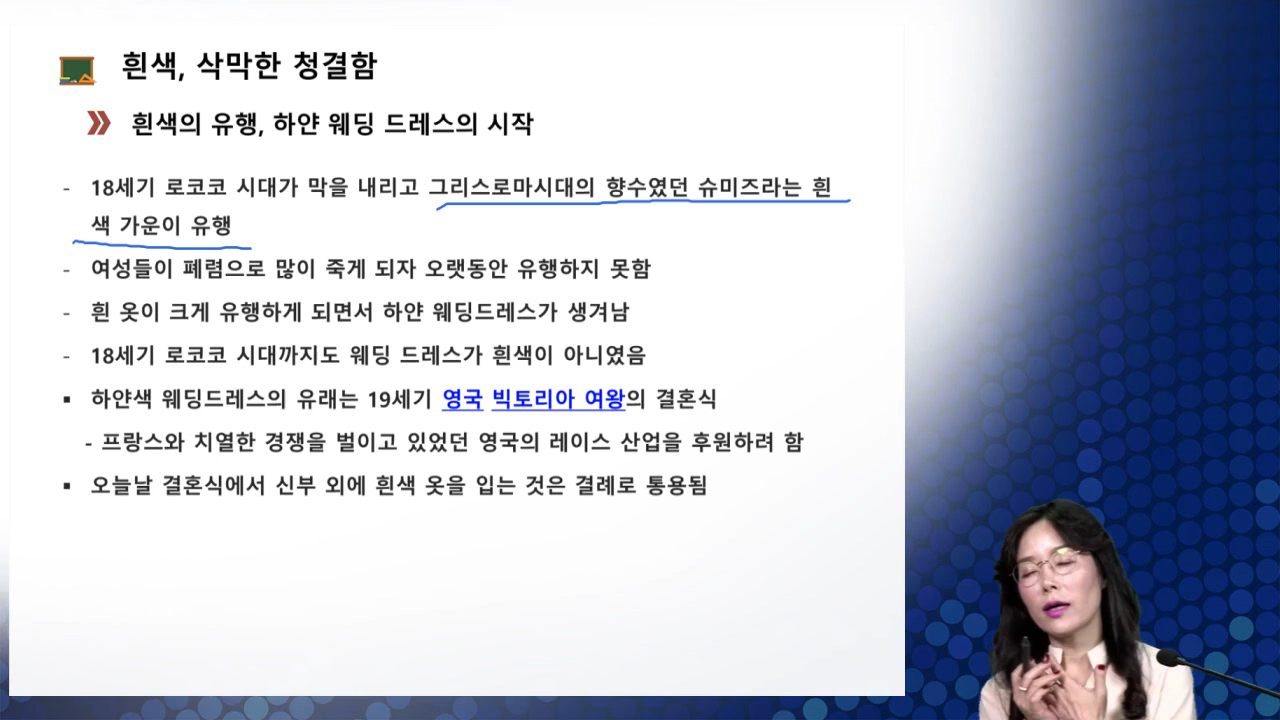 흰색, 삭막한 청결함
흰색의 유행, 하얀 웨딩 드레스의 시작
- 18세기 로코코 시대가 막을 내리고 그리스로마시대의 향수였던 슈미즈라는 흰
색 가운이 유행
- 여성들이 폐렴으로 많이 죽게 되자 오랫동안 유행하지 못함
- 흰 옷이 크게 유행하게 되면서 하얀 웨딩드레스가 생겨남
- 18세기 로코코 시대까지도 웨딩 드레스가 흰색이 아니였음
▪ 하얀색 웨딩드레스의 유래는 19세기 영국 빅토리아 여왕의 결혼식
- 프랑스와 치열한 경쟁을 벌이고 있었던 영국의 레이스 산업을 후원하려 함
▪ 오늘날 결혼식에서 신부 외에 흰색 옷을 입는 것은 결례로 통용됨